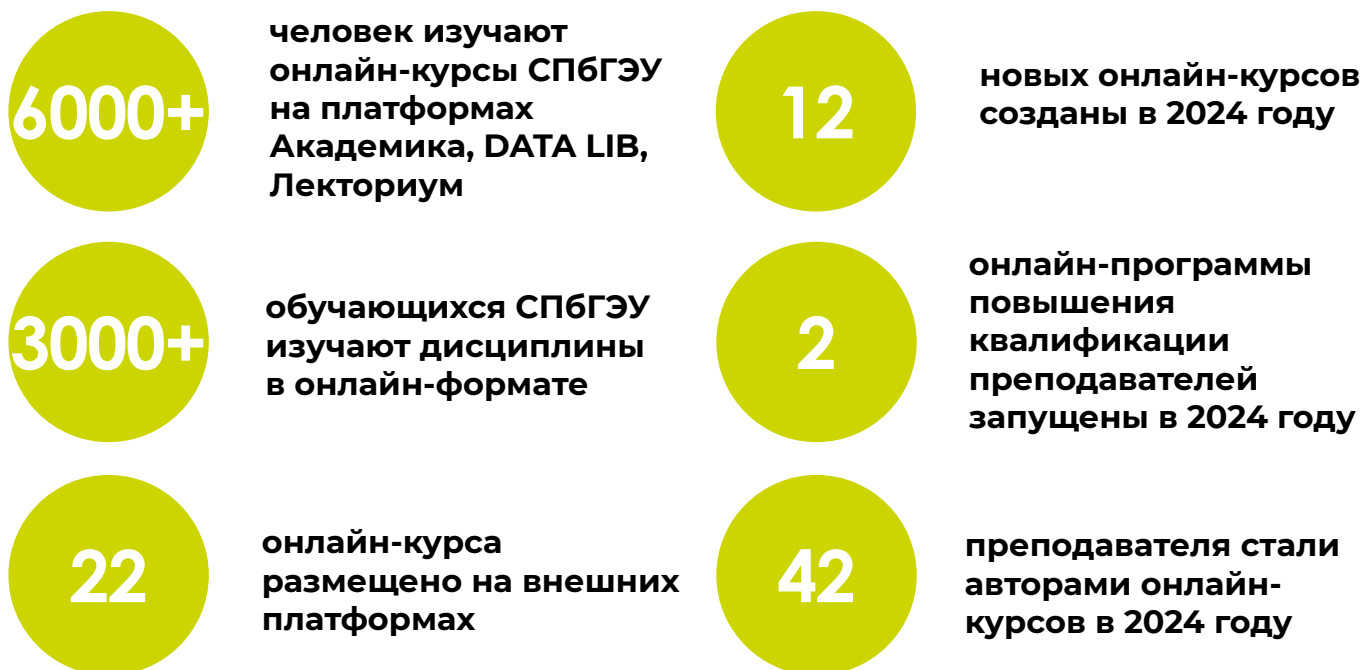 6000+
человек изучают
онлайн-курсы СПбГЭУ
на платформах
Академика, DATA LIB,
Лекториум
12
новых онлайн-курсов
созданы в 2024 году
3000+
обучающихся СПбГЭУ
изучают дисциплины
в онлайн-формате
2
онлайн-программы
повышения
квалификации
преподавателей
запущены в 2024 году
22
онлайн-курса
размещено на внешних
платформах
42
преподавателя стали
авторами онлайн-
курсов в 2024 году